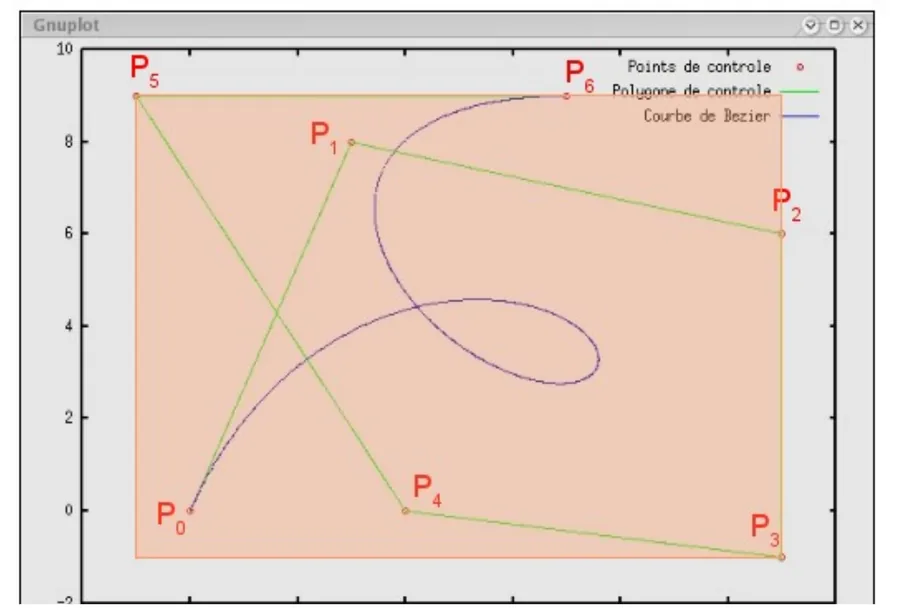 Gnuplot
10
8
6
4
2
0
-2
Points de controle
Polygone de controle
Courbe de Bezier
P5
P6
P1
P2
P4
P0
P3